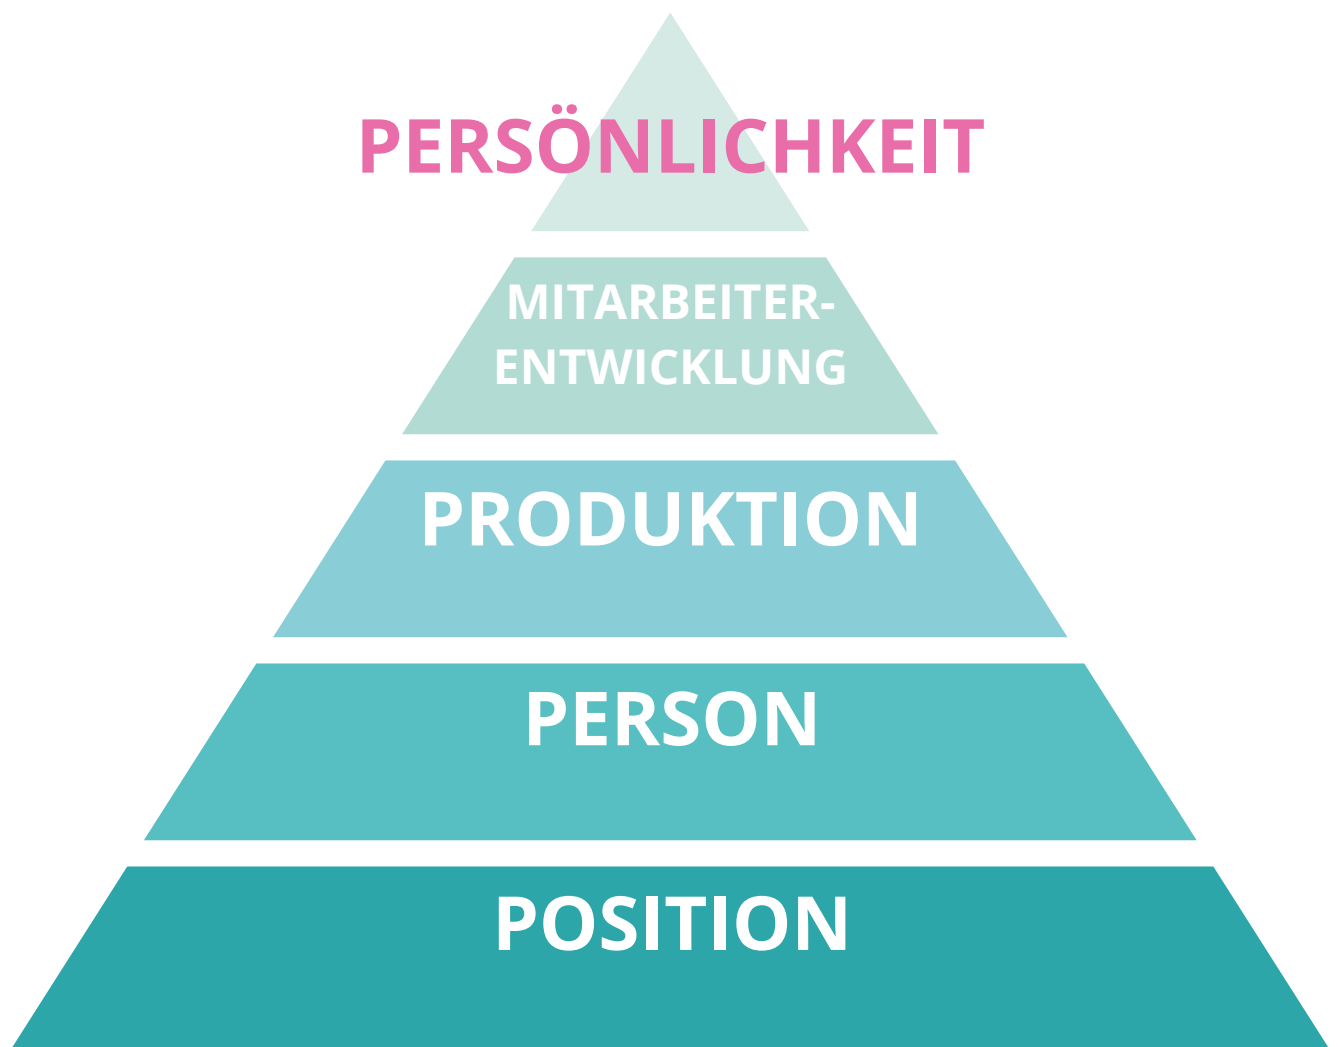 PERSÖNLICHKEIT
MITARBEITER-
ENTWICKLUNG
PRODUKTION
PERSON
POSITION